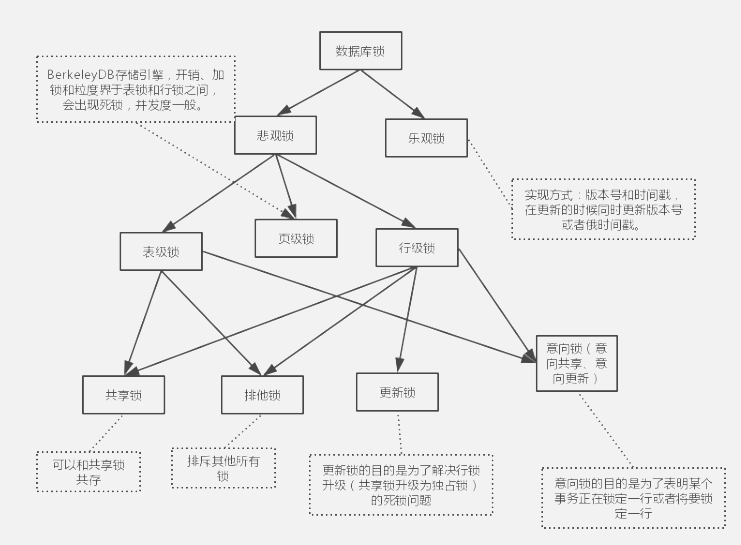 数据库锁
BerkeleyDB存储引擎，开销、加
锁和粒度界于表锁和行锁之间，
会出现死锁，并发度一般。
悲观锁
乐观锁
实现方式：版本号和时间戳，
在更新的时候同时更新版本号
或者俄时间戳。
表级锁
页级锁
行级锁
意向锁（意
向共享、意
向更新）
共享锁
排他锁
更新锁
可以和共享锁
共存
排斥其他所有
锁
更新锁的目的是为了解决行锁
升级（共享锁升级为独占锁）
的死锁问题
意向锁的目的是为了表明某个
事务正在锁定一行或者将要锁
定一行